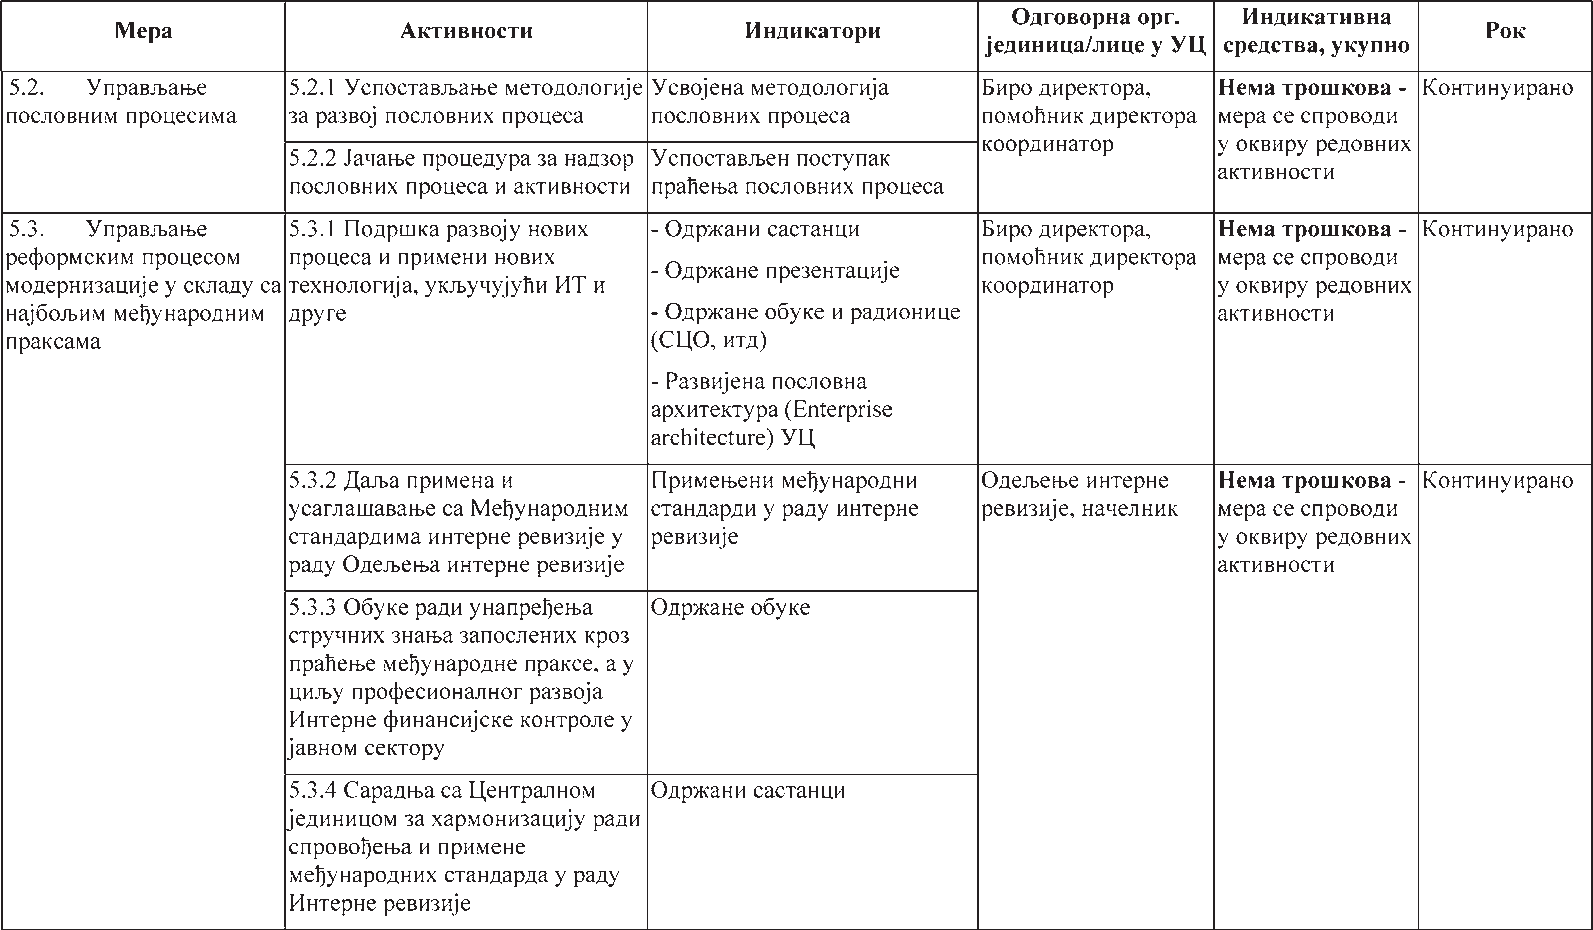 Мера
Активности
Индикатори
Одговорна орг.
јединица/лице у УЦ
Индикативна
средства, укупно
Рок
5.2. Управљање
пословним процесима
5.2.1 Успостављање методологије
за развој пословних процеса
Усвојена методологија
пословних процеса
Биро директора,
помоћник директора
координатор
Нема трошкова -
мера се спроводи
у оквиру редовних
активности
Континуирано
5.2.2 Јачање процедура за надзор
пословних процеса и активности
Успостављен поступак
праћења пословних процеса
5.3. Управљање
реформским процесом
модернизације у складу са
најбољим међународним
праксама
5.3.1 Подршка развоју нових
процеса и примени нових
технологија, укључујући ИТ и
друге
- Одржани састанци
- Одржане презентације
- Одржане обуке и радионице
(СЦО, итд)
- Развијена пословна
архитектура (Enterprise
architecture) УЦ
Биро директора,
помоћник директора
координатор
Нема трошкова -
мера се спроводи
у оквиру редовних
активности
Континуирано
5.3.2 Даља примена и
усаглашавање са Међународним
стандардима интерне ревизије у
раду Одељења интерне ревизије
Примењени међународни
стандарди у раду интерне
ревизије
Одељење интерне
ревизије, начелник
Нема трошкова -
мера се спроводи
у оквиру редовних
активности
Континуирано
5.3.3 Обуке ради унапређења
стручних знања запослених кроз
праћење међународне праксе, а у
циљу професионалног развоја
Интерне финансијске контроле у
јавном сектору
Одржане обуке
5.3.4 Сарадња са Централном
јединицом за хармонизацију ради
спровођења и примене
међународних стандарда у раду
Интерне ревизије
Одржани састанци